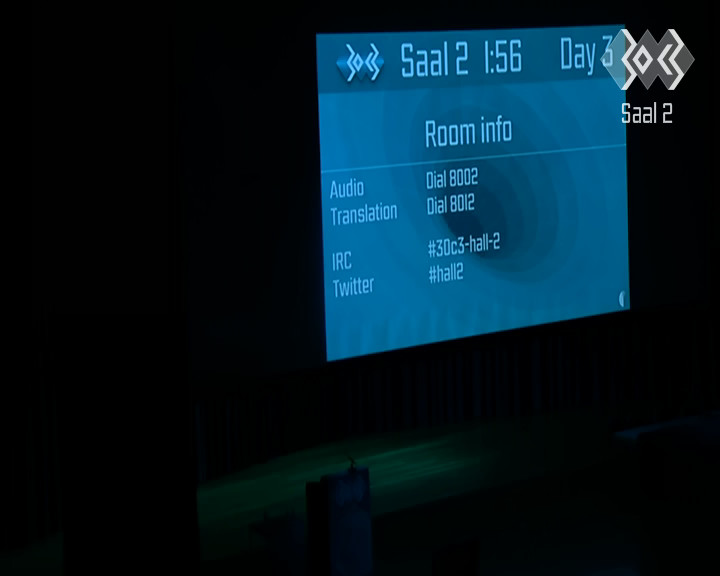 Saal 2 1:56 Day 3
Saal 2
Room info
Audio Dial 8002
Translation Dial 8012
IRC #30c3-hall-2
Twitter #hall2